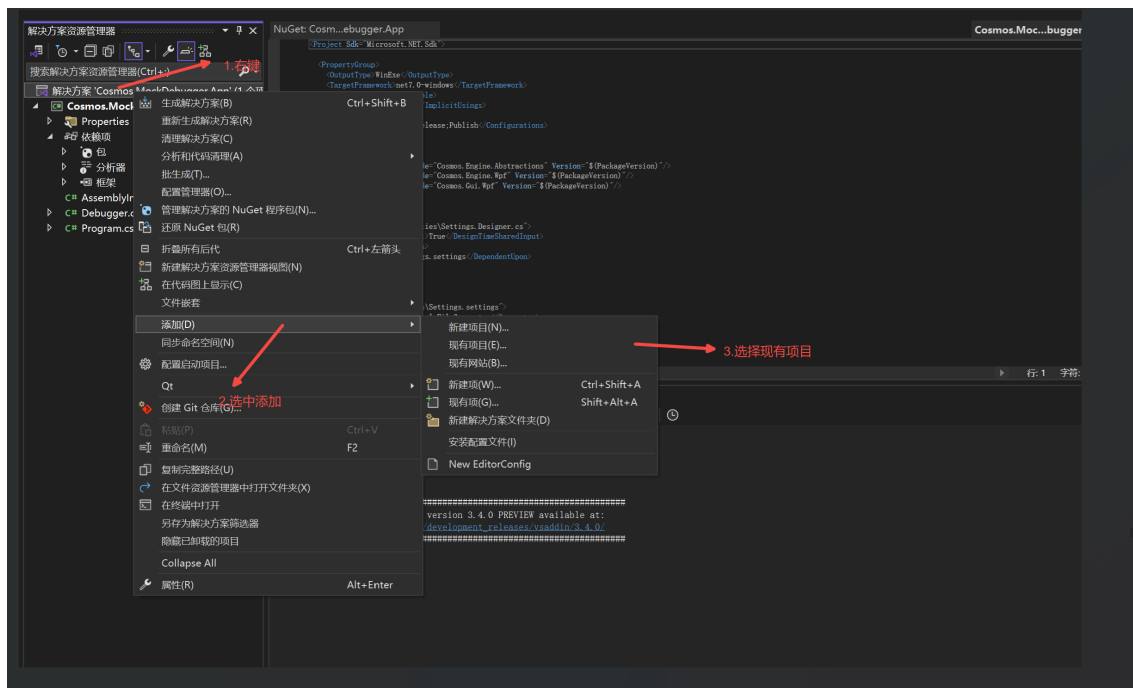 解决方案资源管理器
NuGet: Cosm...ebugger.App
Cosmos.Moc...bugger
搜索解决方案资源管理器(Ctrl+;)
1.右键
解决方案 'Cosmos.MockDebugger.App' (1 个项
Cosmos.Mock
Properties
依赖项
包
分析器
框架
AssemblyIn
Debugger.c
Program.cs
<Project Sdk="Microsoft.NET.Sdk">
<PropertyGroup>
<OutputType>WinExe</OutputType>
<TargetFramework>net7.0-windows</TargetFramework>
ble>
ImplicitUsings>
lease;Publish</Configurations>
de="Cosmos.Engine.Abstractions" Version="$(PackageVersion)"/>
de="Cosmos.Engine.Wpf" Version="$(PackageVersion)"/>
de="Cosmos.Gui.Wpf" Version="$(PackageVersion)"/>
ies\Settings.Designer.cs">
>True</DesignTimeSharedInput>
>
gs.settings</DependentUpon>
\Settings.settings">
生成解决方案(B) Ctrl+Shift+B
重新生成解决方案(R)
清理解决方案(C)
分析和代码清理(A)
批生成(T)...
配置管理器(O)...
管理解决方案的 NuGet 程序包(N)...
还原 NuGet 包(R)
折叠所有后代 Ctrl+左箭头
新建解决方案资源管理器视图(N)
在代码图上显示(C)
文件嵌套
添加(D)
同步命名空间(N)
配置启动项目...
Qt
2.选中添加
创建 Git 仓库(G)...
粘贴(P) Ctrl+V
重命名(M) F2
复制完整路径(U)
在文件资源管理器中打开文件夹(X)
在终端中打开
另存为解决方案筛选器
隐藏已卸载的项目
Collapse All
属性(R) Alt+Enter
新建项目(N)...
现有项目(E)...
3.选择现有项目
现有网站(B)...
新建项(W)... Ctrl+Shift+A
现有项(G)... Shift+Alt+A
新建解决方案文件夹(D)
安装配置文件(I)
New EditorConfig
行: 1 字符:
########################################
version 3.4.0 PREVIEW available at:
/development_releases/vsaddin/3.4.0/
########################################